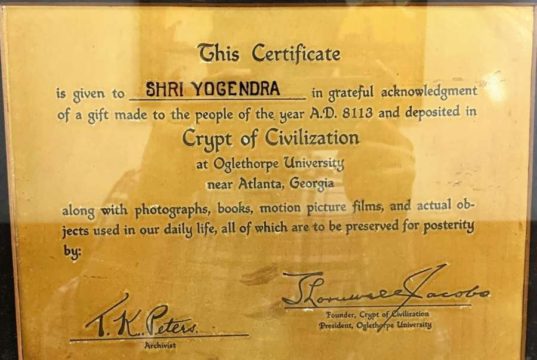 This Certificate
is given to SHRI YOGENDRA in grateful acknowledgment
of a gift made to the people of the year A.D. 8113 and deposited in
Crypt of Civilization
at Oglethorpe University
near Atlanta, Georgia
along with photographs, books, motion picture films, and actual ob-
jects used in our daily life, all of which are to be preserved for posterity
by:
T. K. Peters.
Archivist
Thornwell Jacobs
Founder, Crypt of Civilization
President, Oglethorpe University